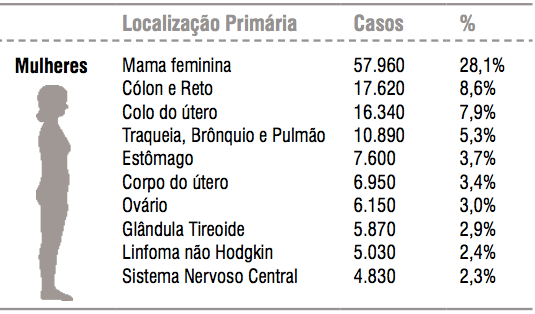 Localização Primária Casos %
Mulheres Mama feminina 57.960 28,1%
Cólon e Reto 17.620 8,6%
Colo do útero 16.340 7,9%
Traqueia, Brônquio e Pulmão 10.890 5,3%
Estômago 7.600 3,7%
Corpo do útero 6.950 3,4%
Ovário 6.150 3,0%
Glândula Tireoide 5.870 2,9%
Linfoma não Hodgkin 5.030 2,4%
Sistema Nervoso Central 4.830 2,3%